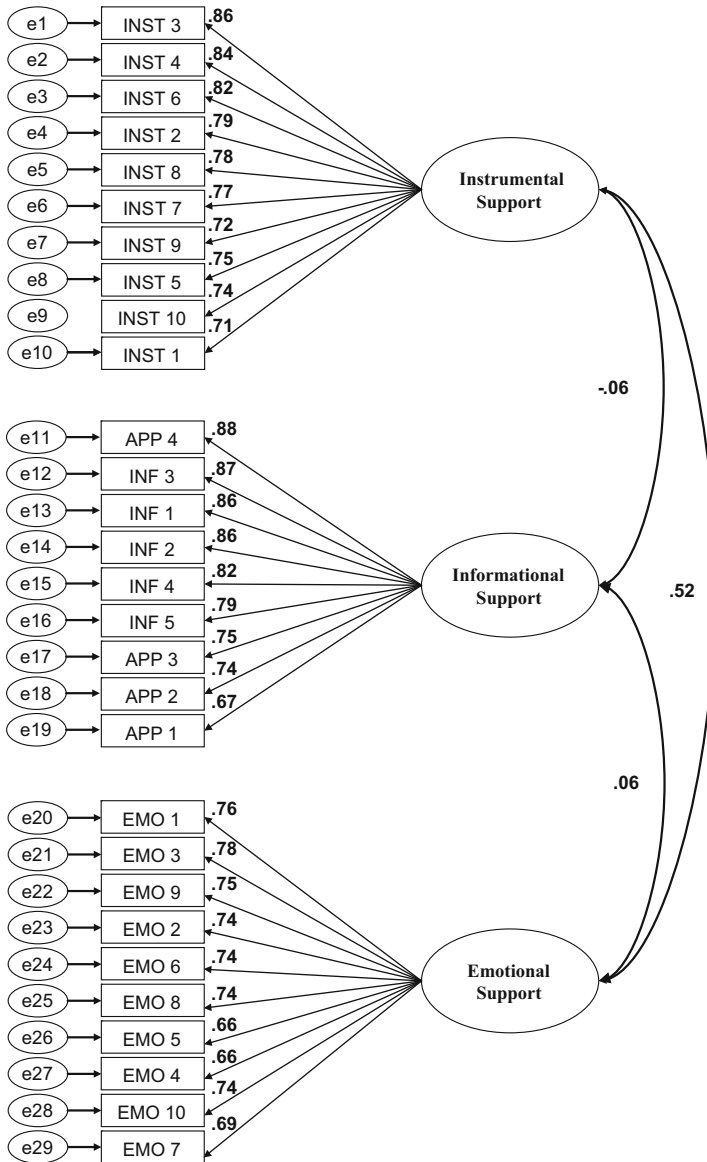 e1 INST 3 .86
e2 INST 4 .84
e3 INST 6 .82
e4 INST 2 .79
e5 INST 8 .78
e6 INST 7 .77
e7 INST 9 .72
e8 INST 5 .75
e9 INST 10 .74
e10 INST 1 .71
Instrumental
Support
-.06
e11 APP 4 .88
e12 INF 3 .87
e13 INF 1 .86
e14 INF 2 .86
e15 INF 4 .82
e16 INF 5 .79
e17 APP 3 .75
e18 APP 2 .74
e19 APP 1 .67
Informational
Support
.52
.06
e20 EMO 1 .76
e21 EMO 3 .78
e22 EMO 9 .75
e23 EMO 2 .74
e24 EMO 6 .74
e25 EMO 8 .74
e26 EMO 5 .66
e27 EMO 4 .66
e28 EMO 10 .74
e29 EMO 7 .69
Emotional
Support